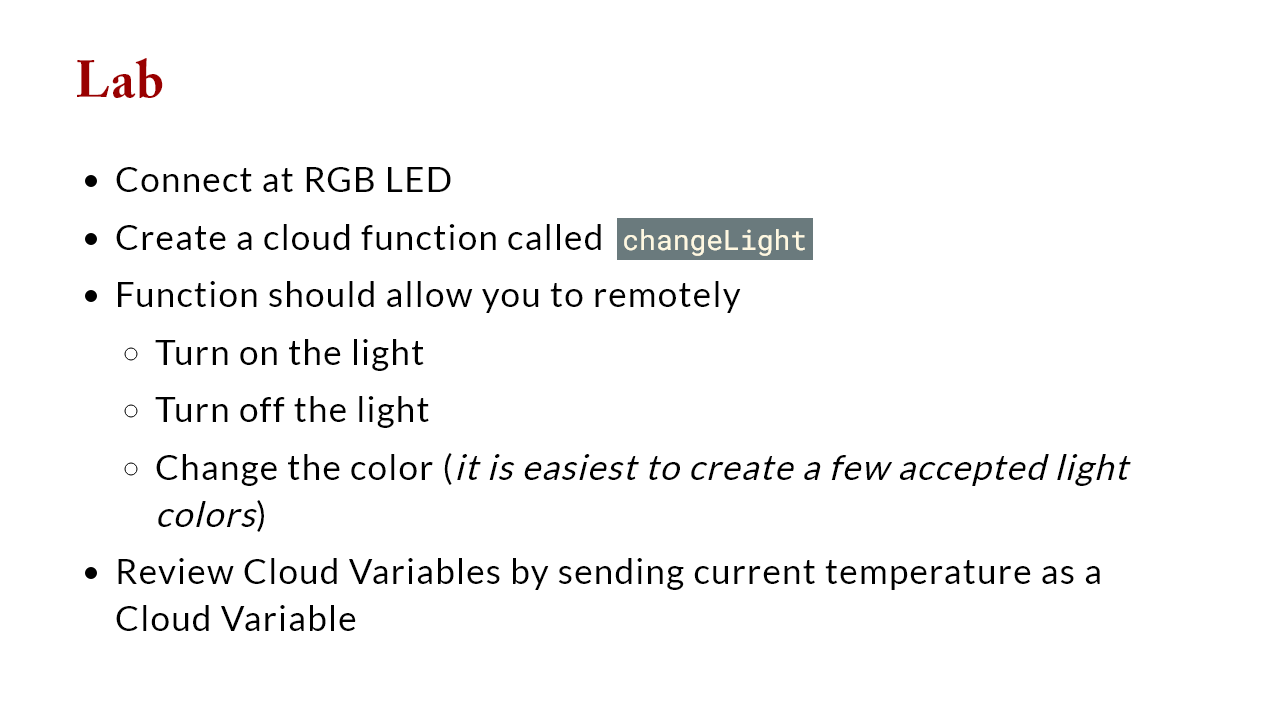 Lab
• Connect at RGB LED
• Create a cloud function called changeLight
• Function should allow you to remotely
◦ Turn on the light
◦ Turn off the light
◦ Change the color (it is easiest to create a few accepted light
colors)
• Review Cloud Variables by sending current temperature as a
Cloud Variable